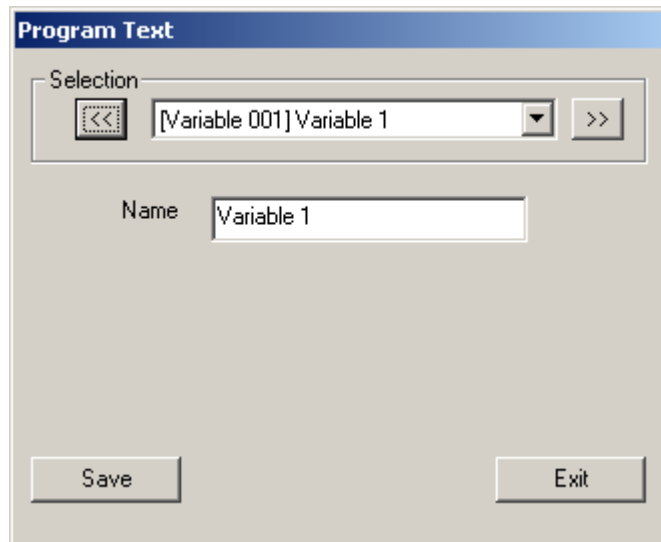 Program Text
Selection
<< [Variable 001] Variable 1 >>
Name Variable 1
Save Exit